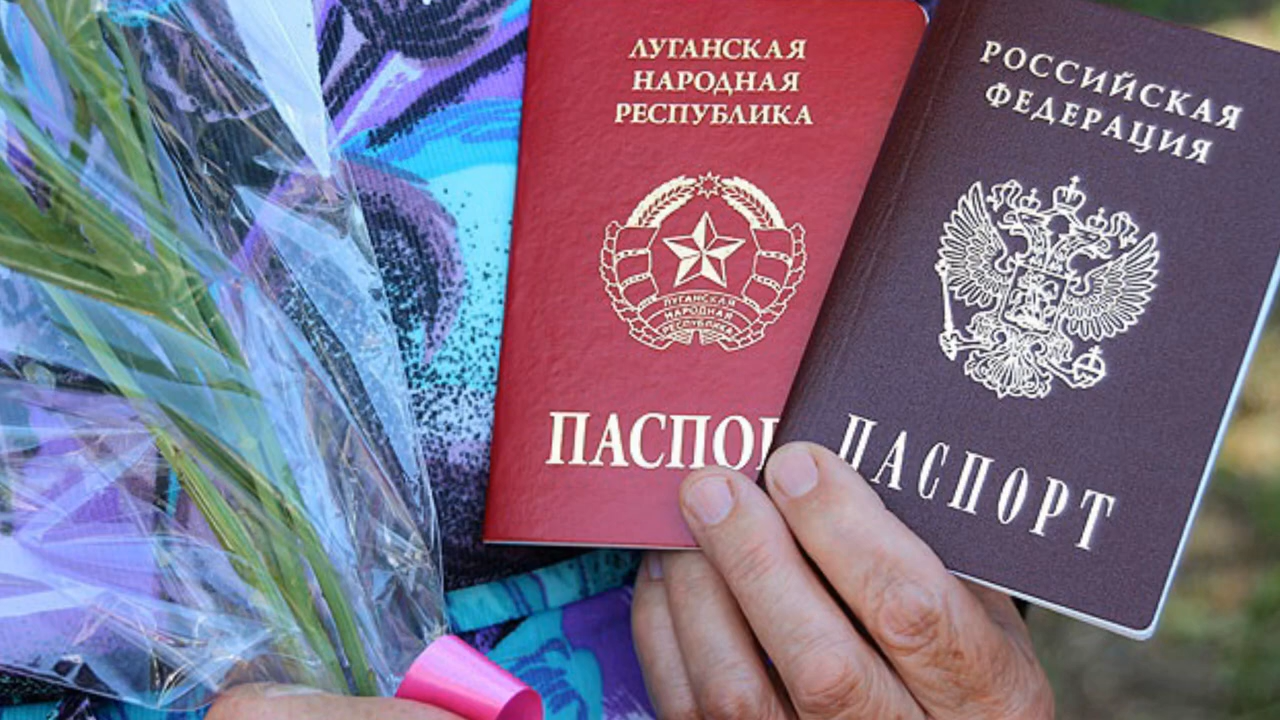 ЛУГАНСКАЯ
НАРОДНАЯ
РЕСПУБЛИКА
ЛУГАНСКАЯ
НАРОДНАЯ
РЕСПУБЛИКА
ПАСПОР
РОССИЙСКАЯ
ФЕДЕРАЦИЯ
ПАСПОРТ